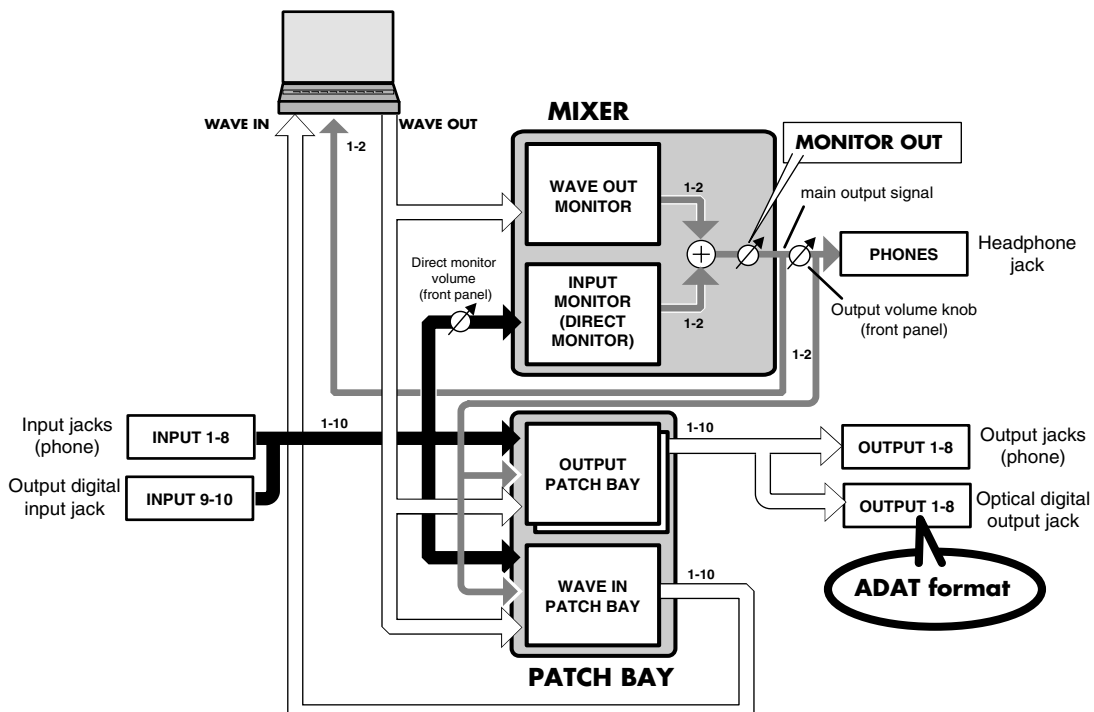 WAVE IN
WAVE OUT
1-2
MIXER
MONITOR OUT
WAVE OUT
MONITOR
1-2
main output signal
PHONES
Headphone
jack
Direct monitor
volume
(front panel)
INPUT
MONITOR
(DIRECT
MONITOR)
1-2
Output volume knob
(front panel)
1-2
Input jacks
(phone)
INPUT 1-8
1-10
Output digital
input jack
INPUT 9-10
OUTPUT
PATCH BAY
1-10
OUTPUT 1-8
Output jacks
(phone)
OUTPUT 1-8
Optical digital
output jack
ADAT format
WAVE IN
PATCH BAY
1-10
PATCH BAY